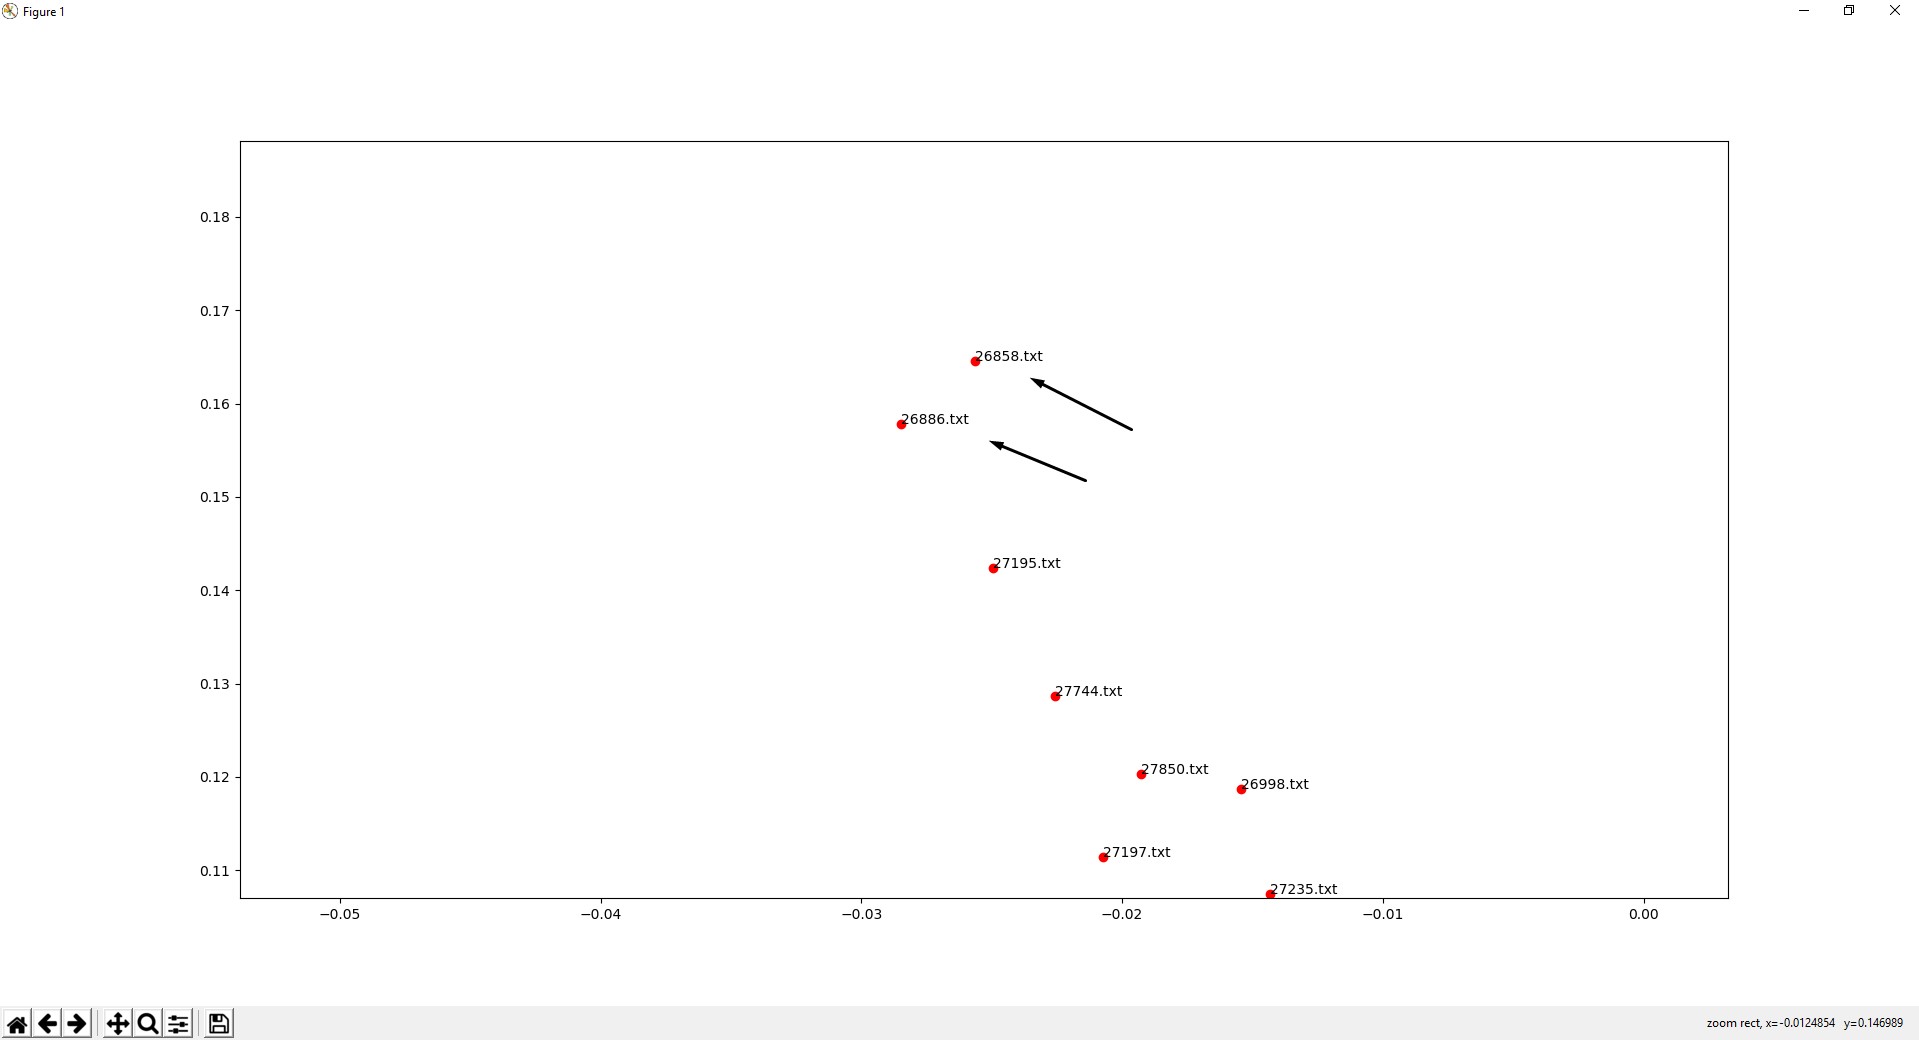 Figure 1
0.18
0.17
26858.txt
0.16
26886.txt
0.15
27195.txt
0.14
27744.txt
0.13
27850.txt
0.12
26998.txt
27197.txt
0.11
27235.txt
−0.05 −0.04 −0.03 −0.02 −0.01 0.00
zoom rect, x=-0.0124854 y=0.146989